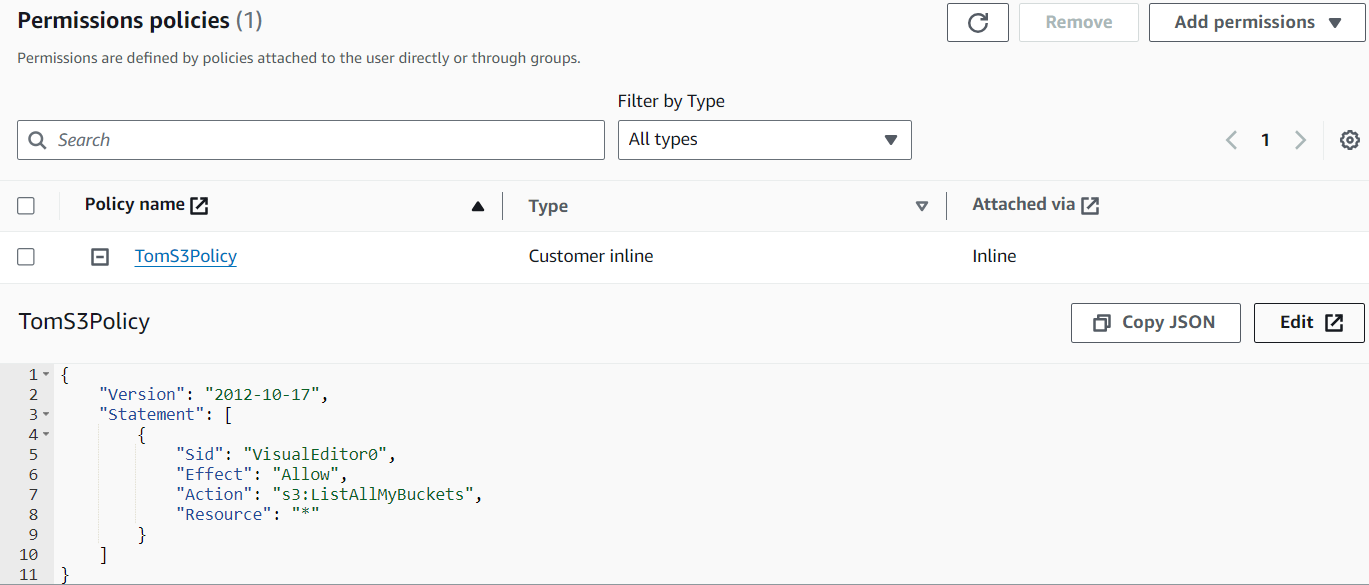 Permissions policies (1)
Remove
Add permissions
Permissions are defined by policies attached to the user directly or through groups.
Filter by Type
Search
All types
1
Policy name
Type
Attached via
TomS3Policy
Customer inline
Inline
TomS3Policy
Copy JSON
Edit
1 {
2 "Version": "2012-10-17",
3 "Statement": [
4 {
5 "Sid": "VisualEditor0",
6 "Effect": "Allow",
7 "Action": "s3:ListAllMyBuckets",
8 "Resource": "*"
9 }
10 ]
11 }